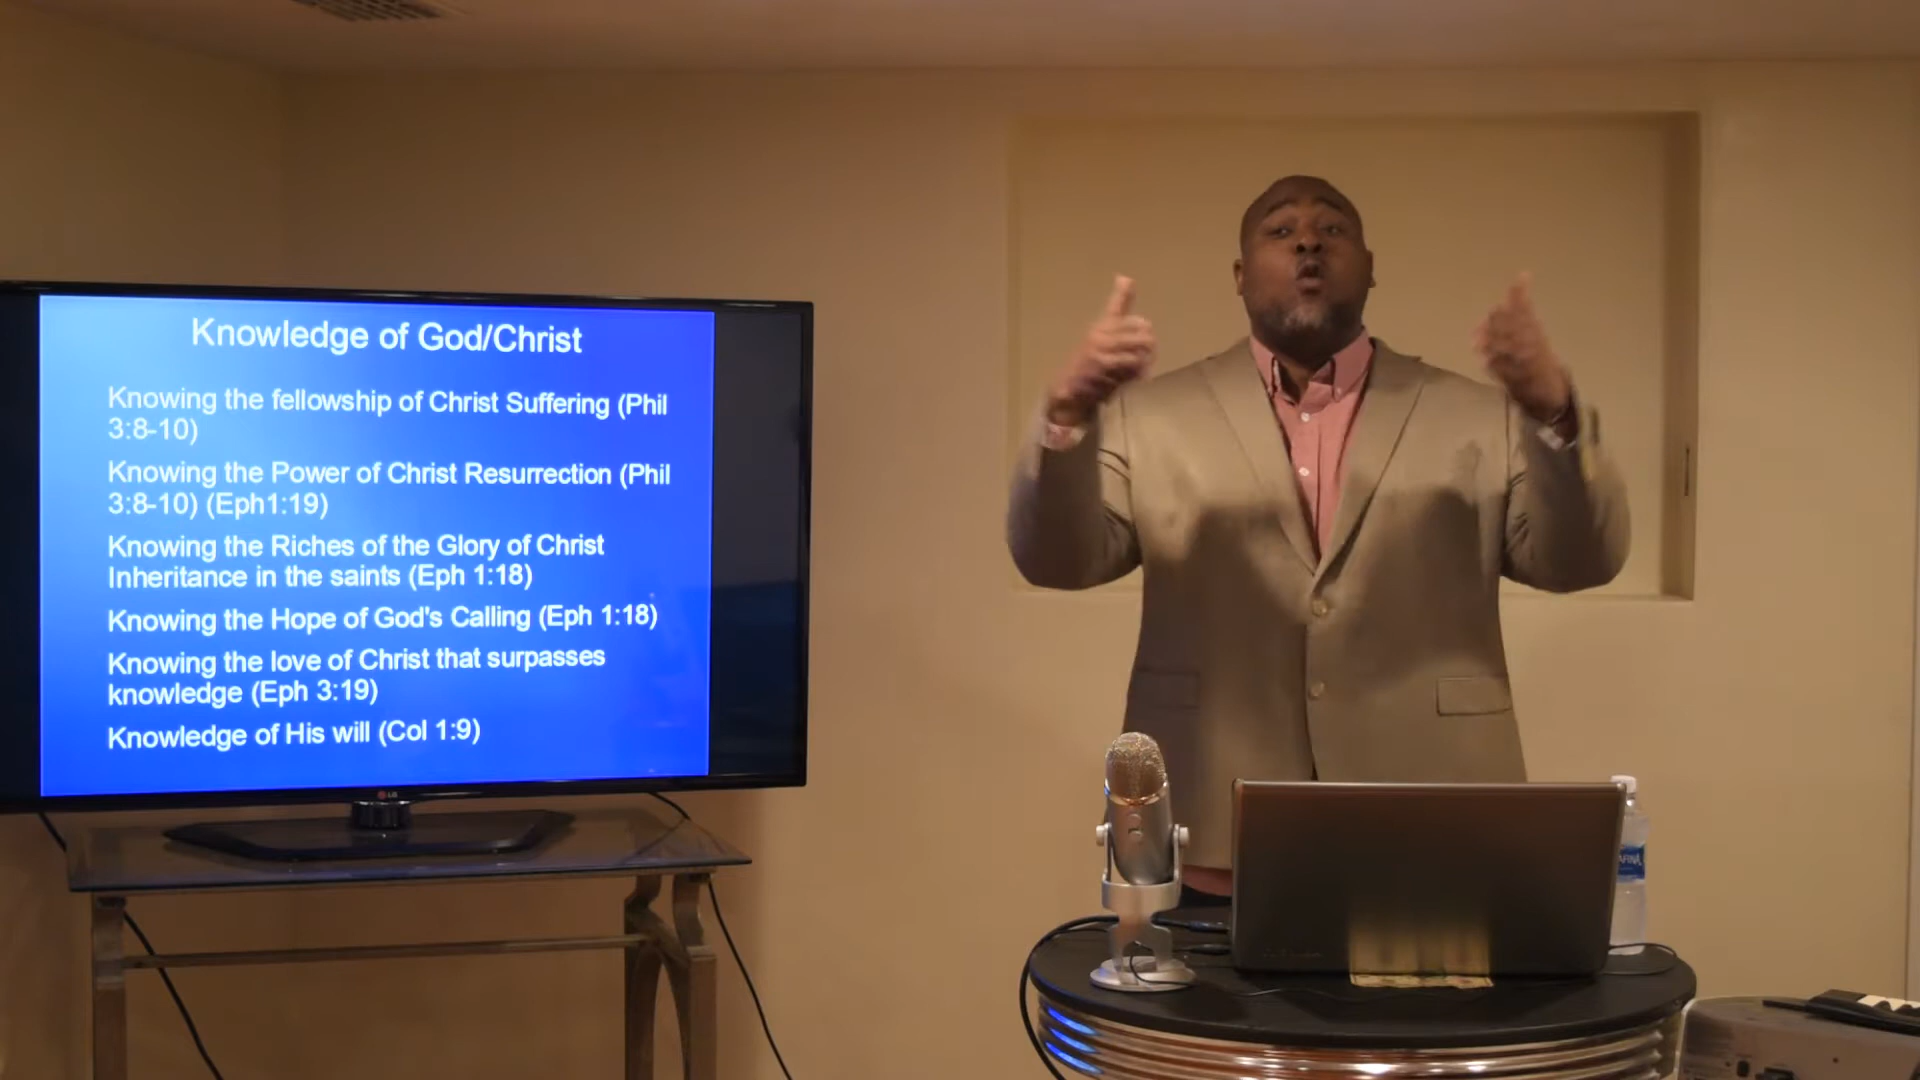 Knowledge of God/Christ
Knowing the fellowship of Christ Suffering (Phil
3:8-10)
Knowing the Power of Christ Resurrection (Phil
3:8-10) (Eph1:19)
Knowing the Riches of the Glory of Christ
Inheritance in the saints (Eph 1:18)
Knowing the Hope of God's Calling (Eph 1:18)
Knowing the love of Christ that surpasses
knowledge (Eph 3:19)
Knowledge of His will (Col 1:9)
LG